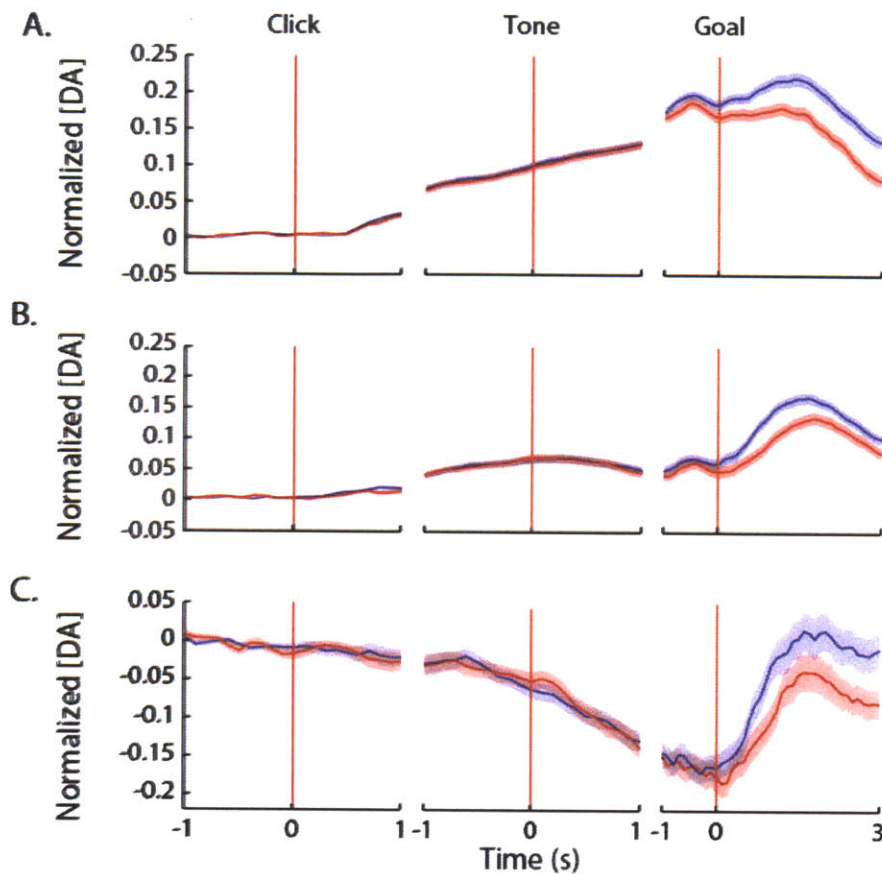 A.
Click Tone Goal
Normalized [DA]
0.25
0.2
0.15
0.1
0.05
0
-0.05
B.
Normalized [DA]
0.25
0.2
0.15
0.1
0.05
0
-0.05
C.
Normalized [DA]
0.05
0
-0.05
-0.1
-0.15
-0.2
-1 0 1 -1 0 1 -1 0 3
Time (s)